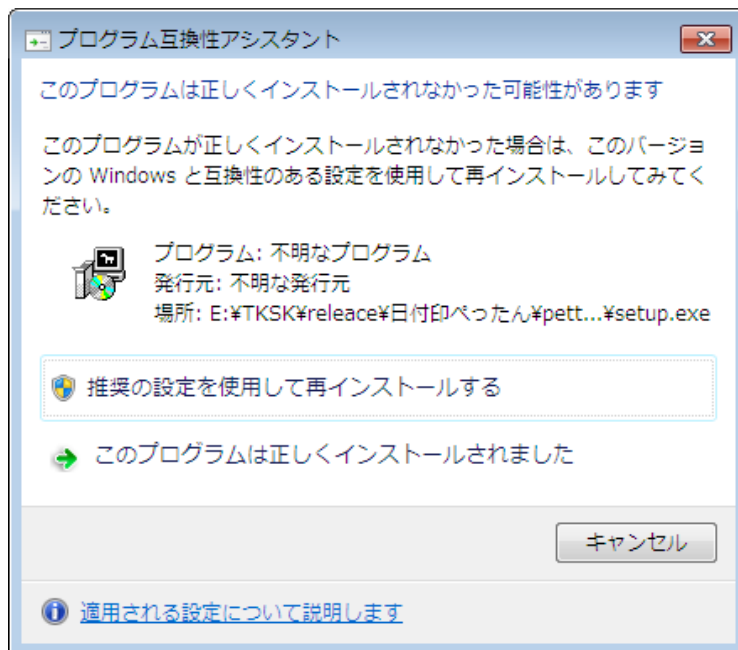 プログラム互換性アシスタント
このプログラムは正しくインストールされなかった可能性があります
このプログラムが正しくインストールされなかった場合は、このバージョ
ンの Windows と互換性のある設定を使用して再インストールしてみてく
ださい。
プログラム: 不明なプログラム
発行元: 不明な発行元
場所: E:¥TKSK¥releace¥日付印ぺったん¥pett...¥setup.exe
推奨の設定を使用して再インストールする
このプログラムは正しくインストールされました
キャンセル
適用される設定について説明します